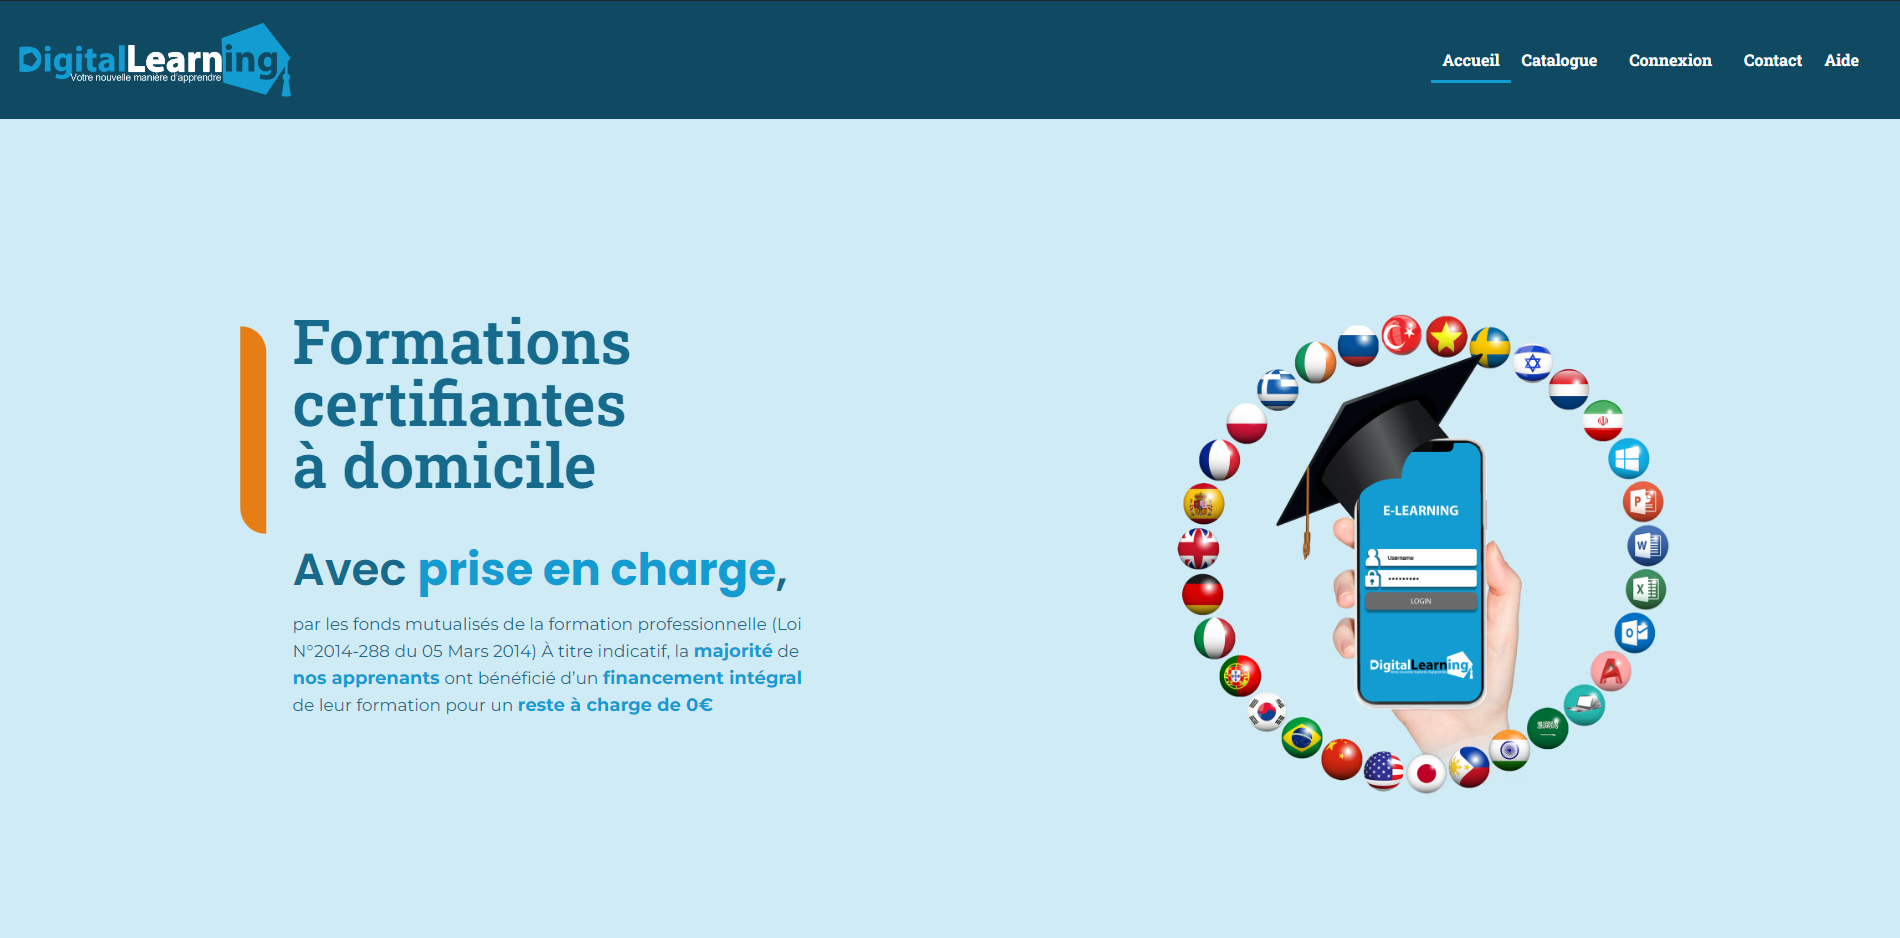 DigitalLearning
Votre nouvelle manière d'apprendre
Accueil
Catalogue
Connexion
Contact
Aide
Formations
certifiantes
à domicile
Avec prise en charge,
par les fonds mutualisés de la formation professionnelle (Loi
N°2014-288 du 05 Mars 2014) À titre indicatif, la majorité de
nos apprenants ont bénéficié d'un financement intégral
de leur formation pour un reste à charge de 0€
E-LEARNING
Username
•••••••••
LOGIN
DigitalLearning
P
W
X
O
A